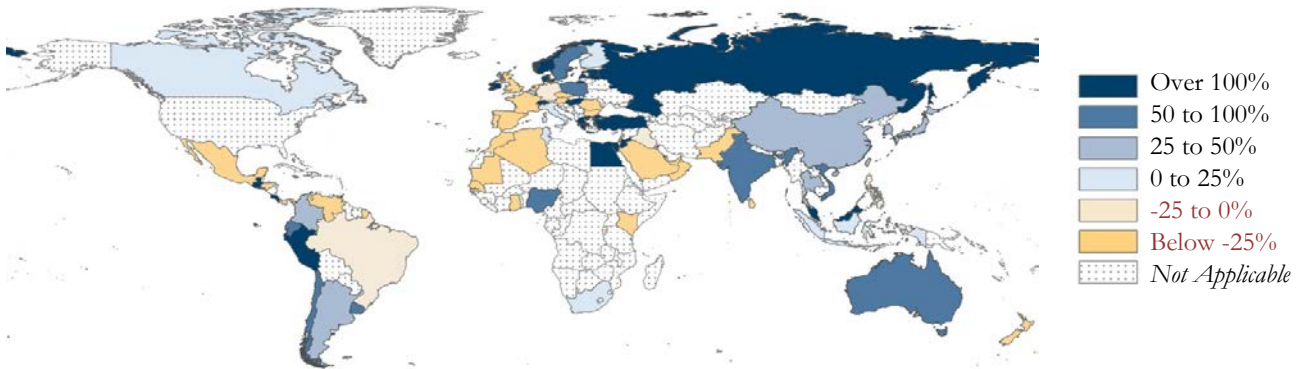 Over 100%
50 to 100%
25 to 50%
0 to 25%
-25 to 0%
Below -25%
Not Applicable